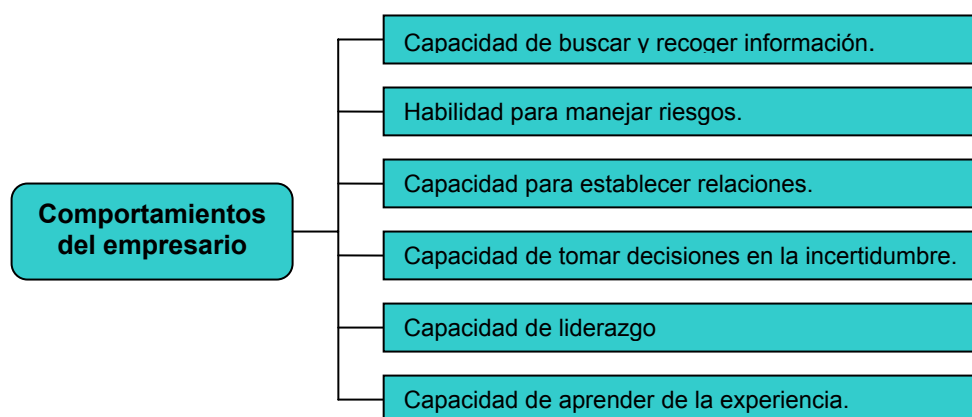 Capacidad de buscar y recoger información.
Habilidad para manejar riesgos.
Capacidad para establecer relaciones.
Comportamientos
del empresario
Capacidad de tomar decisiones en la incertidumbre.
Capacidad de liderazgo
Capacidad de aprender de la experiencia.